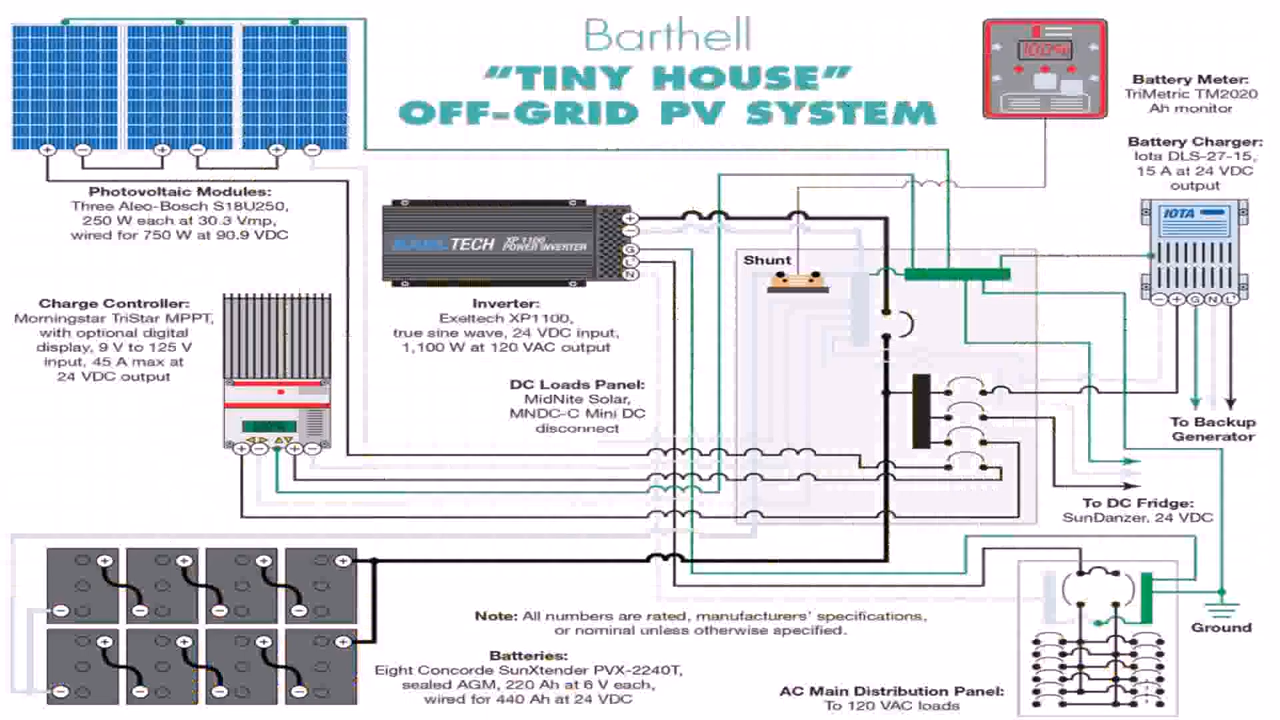 Barthell
“TINY HOUSE”
OFF-GRID PV SYSTEM
Battery Meter:
TriMetric TM2020
Ah monitor
100%
Battery Charger:
Iota DLS-27-15,
15 A at 24 VDC
output
IOTA
Photovoltaic Modules:
Three Aleo-Bosch S18U250,
250 W each at 30.3 Vmp,
wired for 750 W at 90.9 VDC
TECH XP 1100
POWER INVERTER
G
L
N
Shunt
G N L
Charge Controller:
Morningstar TriStar MPPT,
with optional digital
display, 9 V to 125 V
input, 45 A max at
24 VDC output
Inverter:
Exeltech XP1100,
true sine wave, 24 VDC input,
1,100 W at 120 VAC output
DC Loads Panel:
MidNite Solar,
MNDC-C Mini DC
disconnect
To Backup
Generator
To DC Fridge:
SunDanzer, 24 VDC
Note: All numbers are rated, manufacturers’ specifications,
or nominal unless otherwise specified.
Ground
Batteries:
Eight Concorde SunXtender PVX-2240T,
sealed AGM, 220 Ah at 6 V each,
wired for 440 Ah at 24 VDC
AC Main Distribution Panel:
To 120 VAC loads